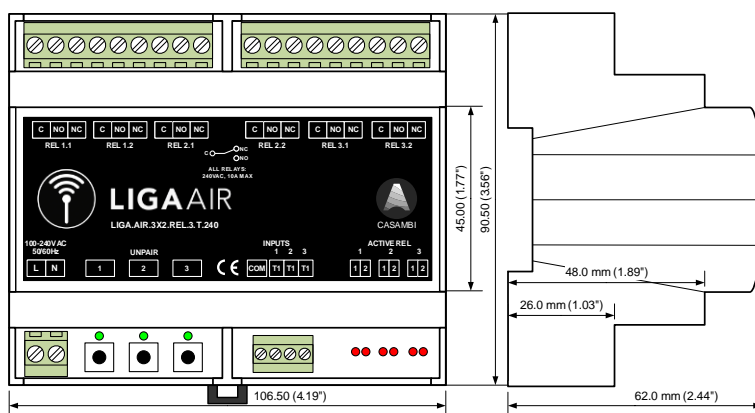 C NO NC C NO NC C NO NC C NO NC C NO NC C NO NC
REL 1.1 REL 1.2 REL 2.1 REL 2.2 REL 3.1 REL 3.2
C NC
NO
ALL RELAYS:
240VAC, 10A MAX
LIGAAIR
LIGA.AIR.3X2.REL.3.T.240
CASAMBI
100-240VAC
50/60Hz
UNPAIR
INPUTS
ACTIVE REL
1 2 3
1 2 3
L N
1 2 3
CE
COM T1 T1 T1
1 2 1 2 1 2
45.00 (1.77")
90.50 (3.56")
48.0 mm (1.89")
26.0 mm (1.03")
106.50 (4.19")
62.0 mm (2.44")